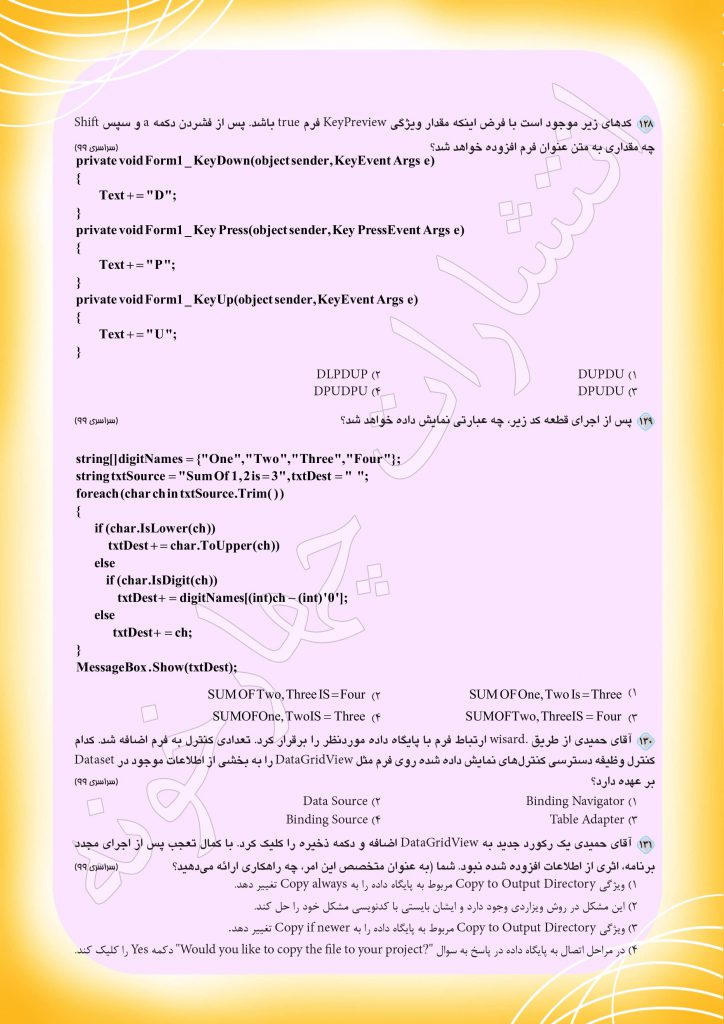 ۱۲۸ کدهای زیر موجود است با فرض اینکه مقدار ویژگی KeyPreview فرم true باشد. پس از فشردن دکمه a و سپس Shift
چه مقداری به متن عنوان فرم افزوده خواهد شد؟ (سراسری ۹۹)
private void Form1_KeyDown(object sender, KeyEvent Args e)
{
Text += "D";
}
private void Form1_Key Press(object sender, Key PressEvent Args e)
{
Text += "P";
}
private void Form1_KeyUp(object sender, KeyEvent Args e)
{
Text += "U";
}
۱) DUPDU ۲) DLPDUP
۳) DPUDU ۴) DPUDPU
۱۲۹ پس از اجرای قطعه کد زیر، چه عبارتی نمایش داده خواهد شد؟ (سراسری ۹۹)
string[] digitNames = {"One", "Two", "Three", "Four"};
string txtSource = "Sum Of 1,2 is = 3", txtDest = " ";
foreach (char ch in txtSource.Trim())
{
if (char.IsLower(ch))
txtDest += char.ToUpper(ch))
else
if (char.IsDigit(ch))
txtDest += digitNames[(int)ch – (int)'0'];
else
txtDest += ch;
}
MessageBox.Show(txtDest);
۱) SUM OF One, Two Is = Three ۲) SUM OF Two, Three IS = Four
۳) SUMOFTwo, ThreeIS = Four ۴) SUMOFOne, TwoIS = Three
۱۳۰ آقای حمیدی از طریق .wisard ارتباط فرم با پایگاه داده موردنظر را برقرار کرد. تعدادی کنترل به فرم اضافه شد. کدام
کنترل وظیفه دسترسی کنترل‌های نمایش داده شده روی فرم مثل DataGridView را به بخشی از اطلاعات موجود در Dataset
بر عهده دارد؟ (سراسری ۹۹)
۱) Binding Navigator ۲) Data Source
۳) Table Adapter ۴) Binding Source
۱۳۱ آقای حمیدی یک رکورد جدید به DataGridView اضافه و دکمه ذخیره را کلیک کرد. با کمال تعجب پس از اجرای مجدد
برنامه، اثری از اطلاعات افزوده شده نبود. شما (به عنوان متخصص این امر، چه راهکاری ارائه می‌دهید؟ (سراسری ۹۹)
۱) ویژگی Copy to Output Directory مربوط به پایگاه داده را به Copy always تغییر دهد.
۲) این مشکل در روش ویزاردی وجود دارد و ایشان بایستی با کدنویسی مشکل خود را حل کند.
۳) ویژگی Copy to Output Directory مربوط به پایگاه داده را به Copy if newer تغییر دهد.
۴) در مراحل اتصال به پایگاه داده در پاسخ به سوال "Would you like to copy the file to your project?" دکمه Yes را کلیک کند.
انتشارات چهارخونه